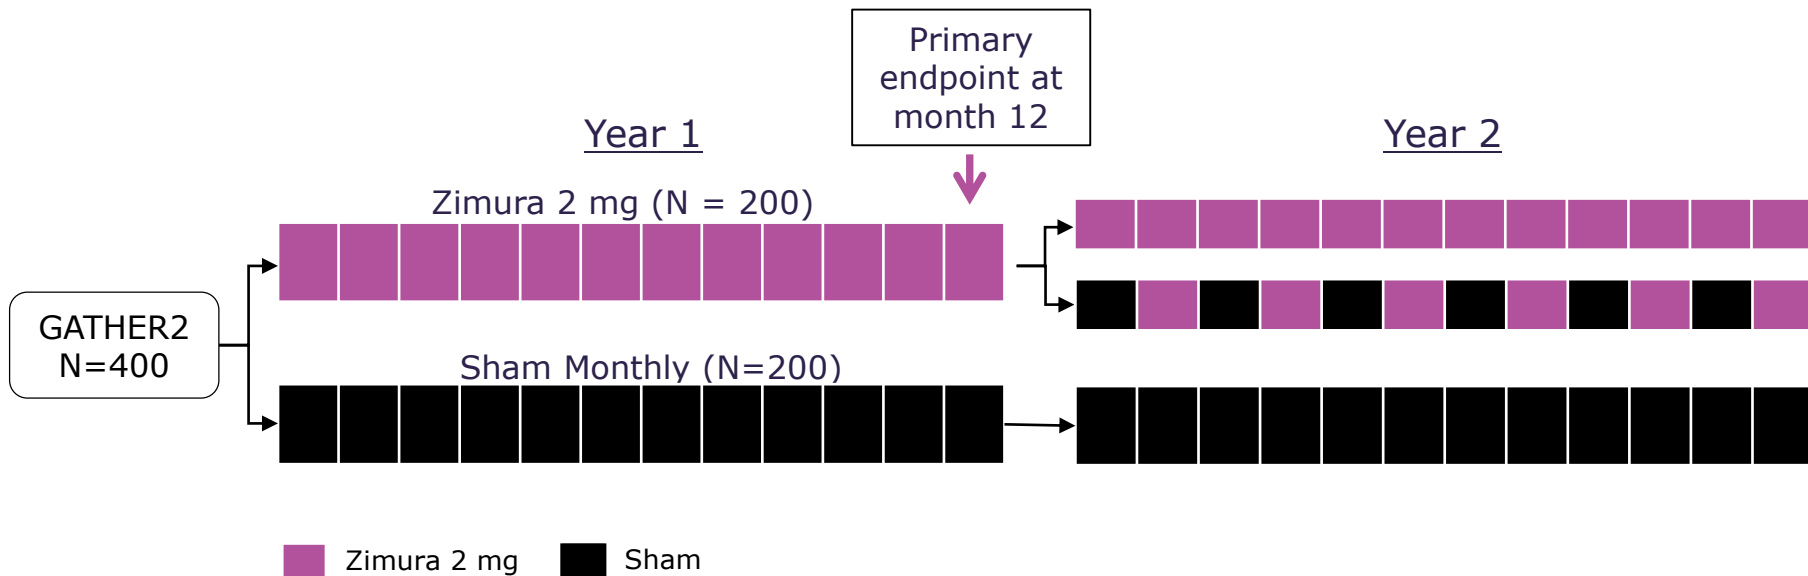 Primary
endpoint at
month 12
Year 1
Year 2
Zimura 2 mg (N = 200)
GATHER2
N=400
Sham Monthly (N=200)
Zimura 2 mg
Sham